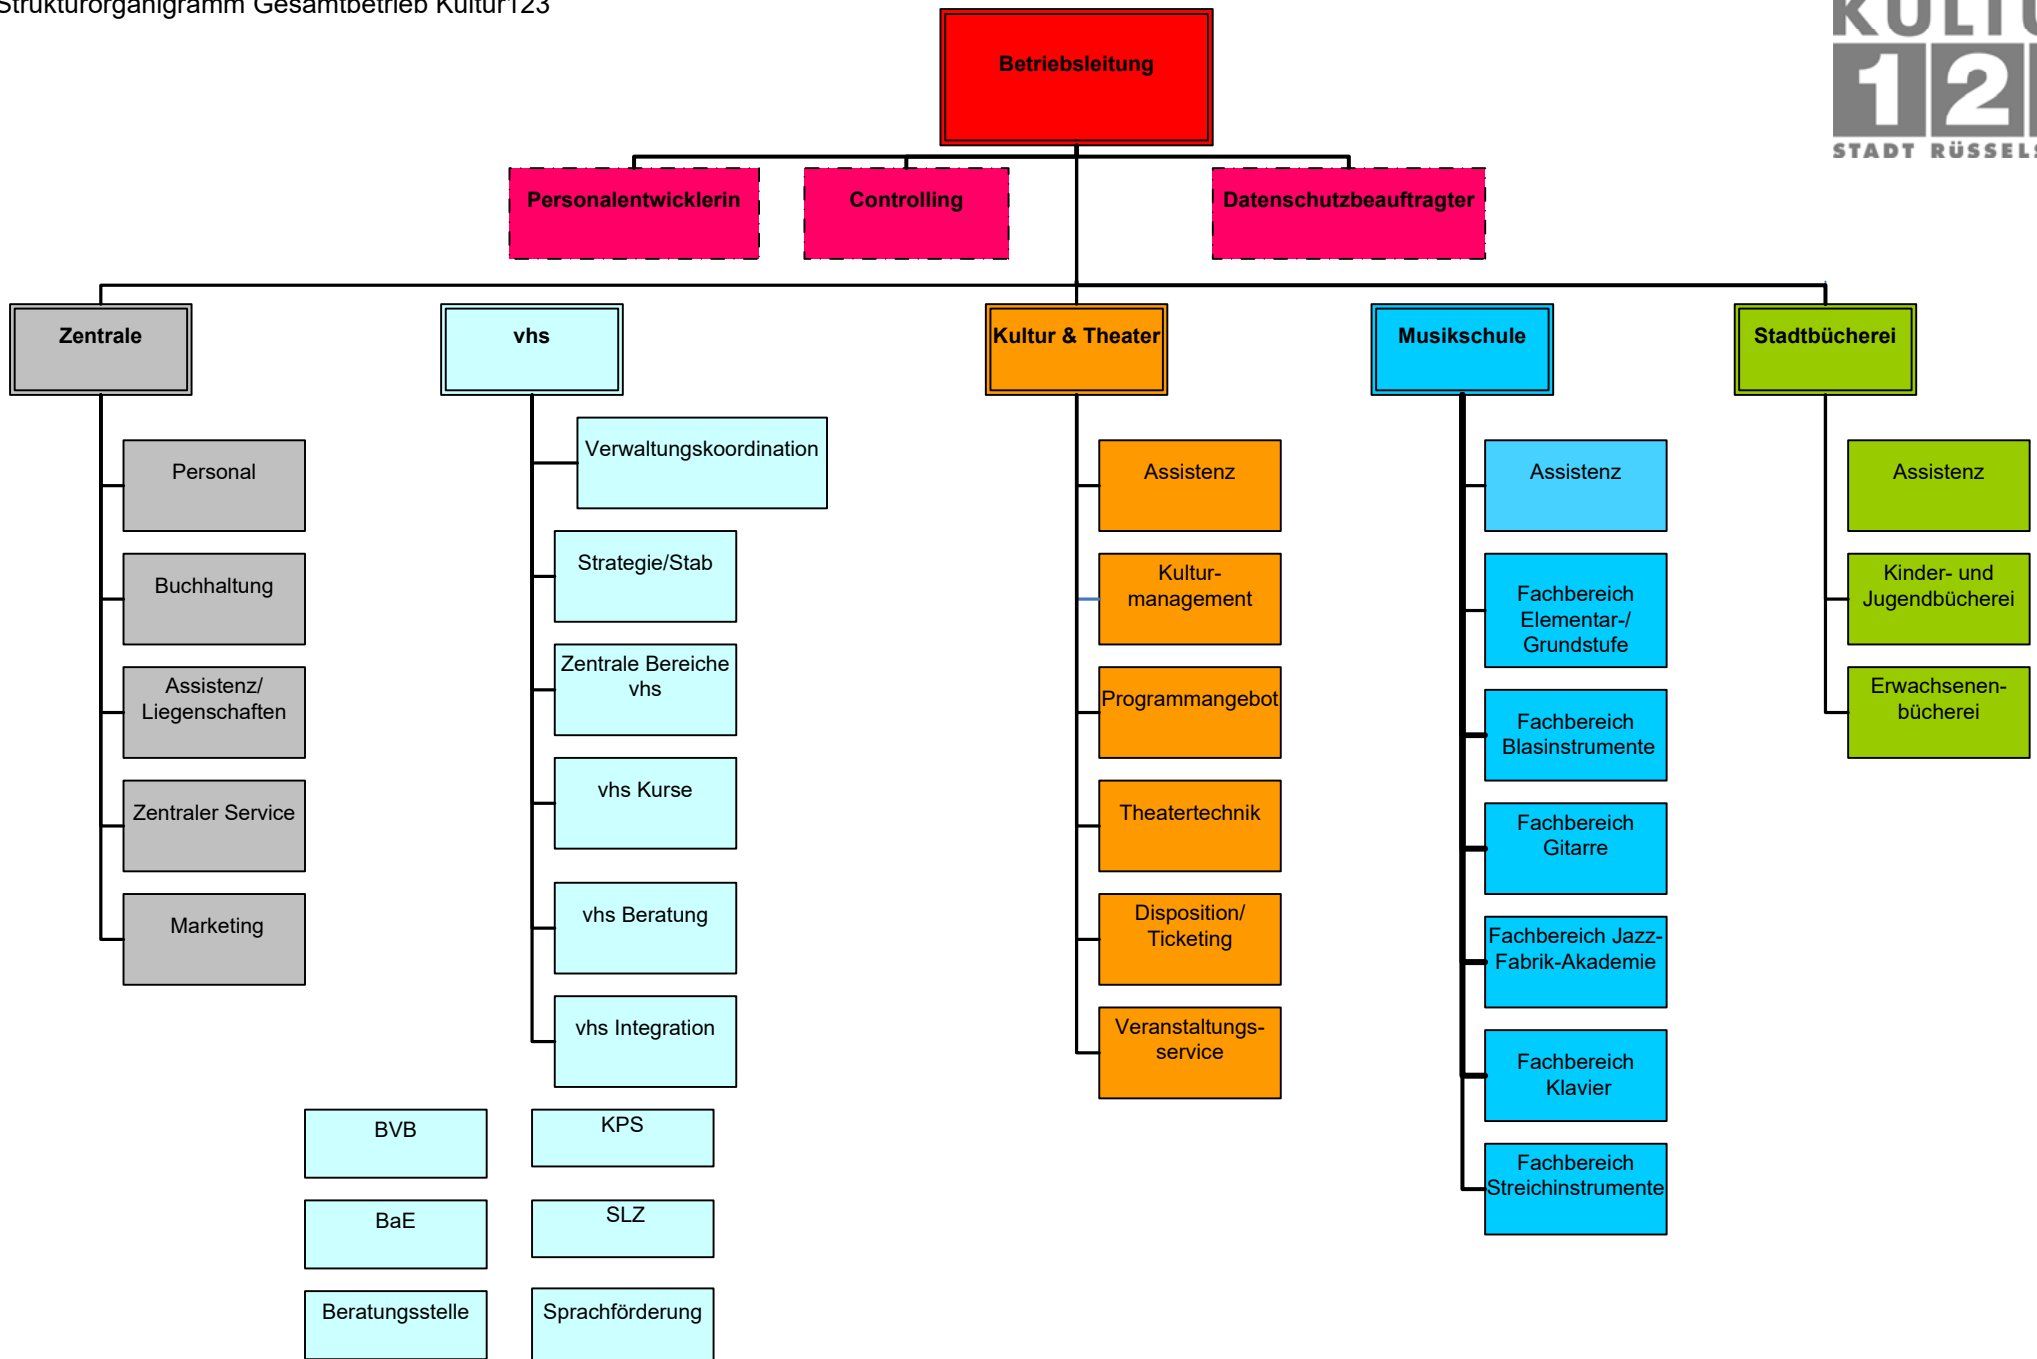 Strukturorganigramm Gesamtbetrieb Kultur123
KULTU
12
STADT RÜSSELS
Betriebsleitung
Personalentwicklerin
Controlling
Datenschutzbeauftragter
Zentrale
vhs
Kultur & Theater
Musikschule
Stadtbücherei
Personal
Buchhaltung
Assistenz/
Liegenschaften
Zentraler Service
Marketing
Verwaltungskoordination
Strategie/Stab
Zentrale Bereiche
vhs
vhs Kurse
vhs Beratung
vhs Integration
BVB
KPS
BaE
SLZ
Beratungsstelle
Sprachförderung
Assistenz
Kultur-
management
Programmangebot
Theatertechnik
Disposition/
Ticketing
Veranstaltungs-
service
Assistenz
Fachbereich
Elementar-/
Grundstufe
Fachbereich
Blasinstrumente
Fachbereich
Gitarre
Fachbereich Jazz-
Fabrik-Akademie
Fachbereich
Klavier
Fachbereich
Streichinstrumente
Assistenz
Kinder- und
Jugendbücherei
Erwachsenen-
bücherei